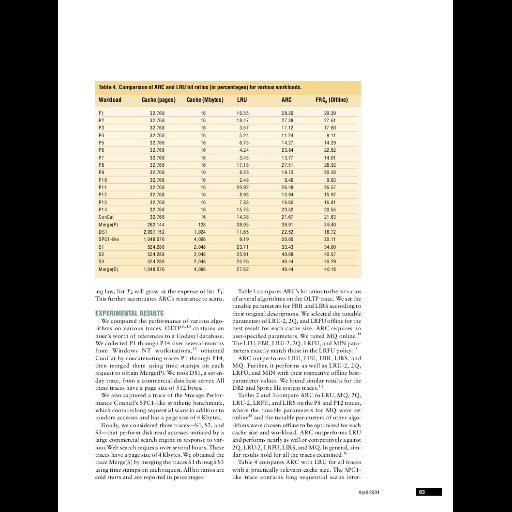 Table 4. Comparison of ARC and LRU hit ratios (in percentages) for various workloads.
Workload Cache (pages) Cache (Mbytes) LRU ARC FRCp (Offline)
P1 32,768 16 16.55 28.26 29.39
P2 32,768 16 18.47 27.38 27.61
P3 32,768 16 3.57 17.12 17.60
P4 32,768 16 5.24 11.24 9.11
P5 32,768 16 6.73 14.27 14.29
P6 32,768 16 4.24 23.84 22.62
P7 32,768 16 3.45 13.77 14.01
P8 32,768 16 17.18 27.51 28.92
P9 32,768 16 8.28 19.73 20.28
P10 32,768 16 2.48 9.46 9.63
P11 32,768 16 20.92 26.48 26.57
P12 32,768 16 8.93 15.94 15.97
P13 32,768 16 7.83 16.60 16.81
P14 32,768 16 15.73 20.52 20.55
ConCat 32,768 16 14.38 21.67 21.63
Merge(P) 262,144 128 38.05 39.91 39.40
DS1 2,097,152 1,024 11.65 22.52 18.72
SPC1-like 1,048,576 4,096 9.19 20.00 20.11
S1 524,288 2,048 23.71 33.43 34.00
S2 524,288 2,048 25.91 40.68 40.57
S3 524,288 2,048 25.26 40.44 40.29
Merge(S) 1,048,576 4,096 27.62 40.44 40.18
ing low, list T2 will grow at the expense of list T1.
This further accentuates ARC's resistance to scans.
EXPERIMENTAL RESULTS
We compared the performance of various algo-
rithms on various traces. OLTP contains an
hour's worth of references to a Codasyl database.
We collected P1 through P14 over several months
from Windows NT workstations, obtained
ConCat by concatenating traces P1 through P14,
then merged them using time stamps on each
request to obtain Merge(P). We took DS1, a seven-
day trace, from a commercial database server. All
these traces have a page size of 512 bytes.
We also captured a trace of the Storage Perfor-
mance Council's SPC1-like synthetic benchmark,
which contains long sequential scans in addition to
random accesses and has a page size of 4 Kbytes.
Finally, we considered three traces—S1, S2, and
S3—that perform disk-read accesses initiated by a
large commercial search engine in response to var-
ious Web search requests over several hours. These
traces have a page size of 4 Kbytes. We obtained the
trace Merge(S) by merging the traces S1 through S3
using time stamps on each request. All hit ratios are
cold starts and are reported in percentages.
Table 1 compares ARC's hit ratios to the hit ratios
of several algorithms on the OLTP trace. We set the
tunable parameters for FBR and LIRS according to
their original descriptions. We selected the tunable
parameters of LRU-2, 2Q, and LRFU offline for the
best result for each cache size. ARC requires no
user-specified parameters. We tuned MQ online.
The LFU, FBR, LRU-2, 2Q, LRFU, and MIN para-
meters exactly match those in the LRFU policy.
ARC outperforms LRU, LFU, FBR, LIRS, and
MQ. Further, it performs as well as LRU-2, 2Q,
LRFU, and MIN with their respective offline best-
parameter values. We found similar results for the
DB2 and Sprite file system traces.
Tables 2 and 3 compare ARC to LRU, MQ, 2Q,
LRU-2, LRFU, and LIRS on the P8 and P12 traces,
where the tunable parameters for MQ were set
online and the tunable parameters of other algo-
rithms were chosen offline to be optimized for each
cache size and workload. ARC outperforms LRU
and performs nearly as well or competitively against
2Q, LRU-2, LRFU, LIRS, and MQ. In general, sim-
ilar results hold for all the traces examined.
Table 4 compares ARC with LRU for all traces
with a practically relevant cache size. The SPC1-
like trace contains long sequential scans inter-
April 2004 63